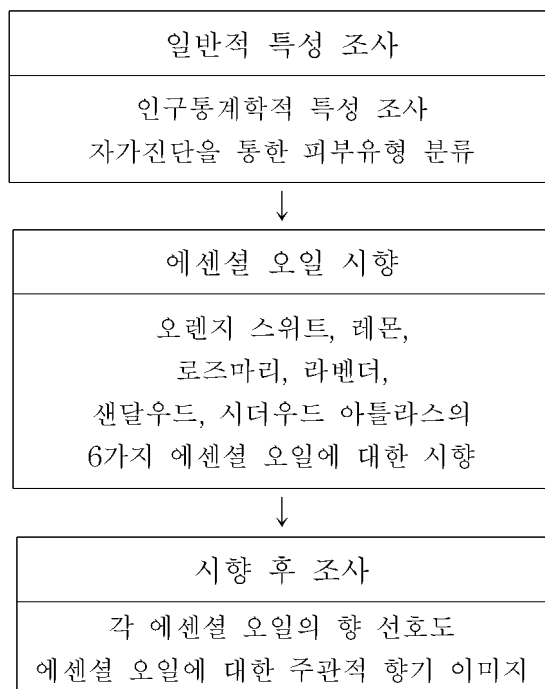 일반적 특성 조사
인구통계학적 특성 조사
자가진단을 통한 피부유형 분류
↓
에센셜 오일 시향
오렌지 스위트, 레몬,
로즈마리, 라벤더,
샌달우드, 시더우드 아틀라스의
6가지 에센셜 오일에 대한 시향
↓
시향 후 조사
각 에센셜 오일의 향 선호도
에센셜 오일에 대한 주관적 향기 이미지